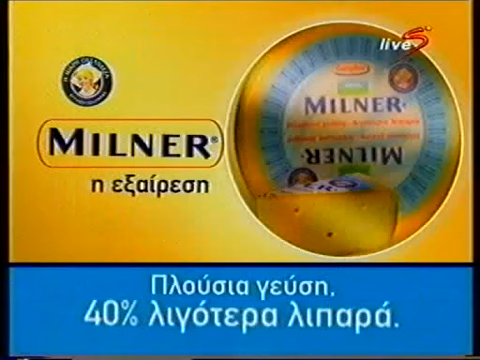 live S
MILNER®
η εξαίρεση
MILNER
MILNER
Πλούσια γεύση,
40% λιγότερα λιπαρά.